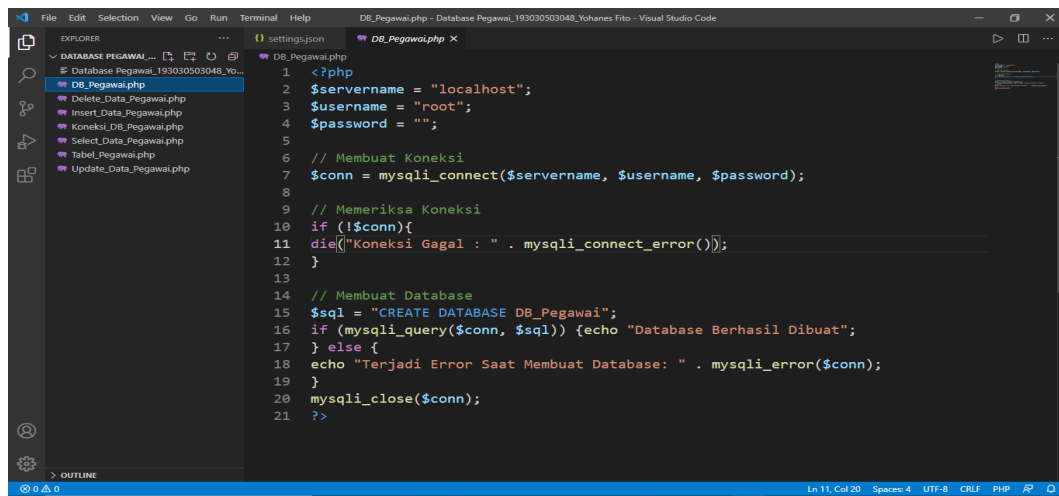 File Edit Selection View Go Run Terminal Help DB_Pegawai.php - Database Pegawai_193030503048_Yohanes Fito - Visual Studio Code
EXPLORER
DATABASE PEGAWAI_...
Database Pegawai_193030503048_Yo...
DB_Pegawai.php
Delete_Data_Pegawai.php
Insert_Data_Pegawai.php
Koneksi_DB_Pegawai.php
Select_Data_Pegawai.php
Tabel_Pegawai.php
Update_Data_Pegawai.php
OUTLINE
{} settings.json DB_Pegawai.php
DB_Pegawai.php
1 <?php
2 $servername = "localhost";
3 $username = "root";
4 $password = "";
5
6 // Membuat Koneksi
7 $conn = mysqli_connect($servername, $username, $password);
8
9 // Memeriksa Koneksi
10 if (!$conn){
11 die("Koneksi Gagal : " . mysqli_connect_error());
12 }
13
14 // Membuat Database
15 $sql = "CREATE DATABASE DB_Pegawai";
16 if (mysqli_query($conn, $sql)) {echo "Database Berhasil Dibuat";
17 } else {
18 echo "Terjadi Error Saat Membuat Database: " . mysqli_error($conn);
19 }
20 mysqli_close($conn);
21 ?>
0 0 Ln 11, Col 20 Spaces: 4 UTF-8 CRLF PHP